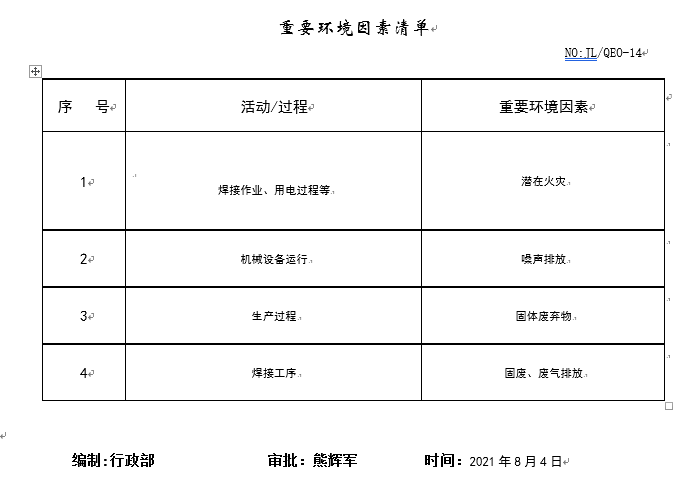 重要环境因素清单
NO:JL/QEO-14
序 号 活动/过程 重要环境因素
1 焊接作业、用电过程等 潜在火灾
2 机械设备运行 噪声排放
3 生产过程 固体废弃物
4 焊接工序 固废、废气排放
编制:行政部 审批：熊辉军 时间：2021年8月4日